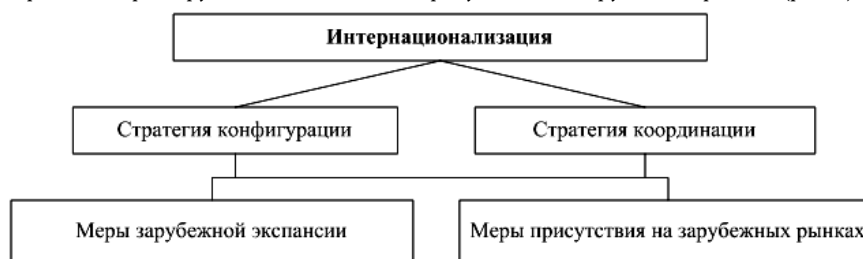 Интернационализация
Стратегия конфигурации
Стратегия координации
Меры зарубежной экспансии
Меры присутствия на зарубежных рынках